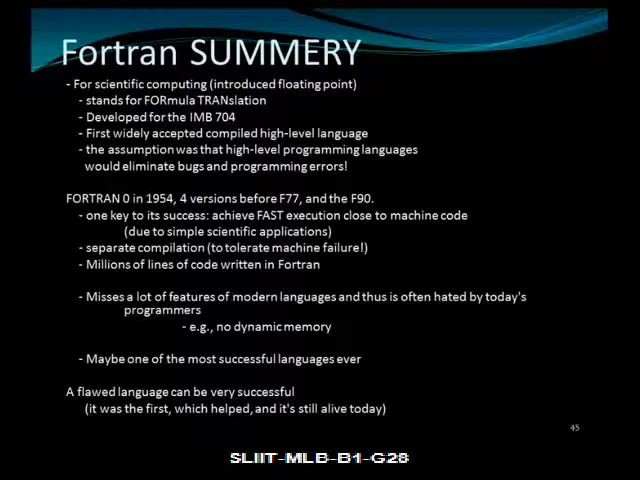 Fortran SUMMERY
- For scientific computing (introduced floating point)
- stands for FORmula TRANslation
- Developed for the IMB 704
- First widely accepted compiled high-level language
- the assumption was that high-level programming languages
would eliminate bugs and programming errors!
FORTRAN 0 in 1954, 4 versions before F77, and the F90.
- one key to its success: achieve FAST execution close to machine code
(due to simple scientific applications)
- separate compilation (to tolerate machine failure!)
- Millions of lines of code written in Fortran
- Misses a lot of features of modern languages and thus is often hated by today's
programmers
- e.g., no dynamic memory
- Maybe one of the most successful languages ever
A flawed language can be very successful
(it was the first, which helped, and it's still alive today)
45
SLIIT-MLB-B1-G28